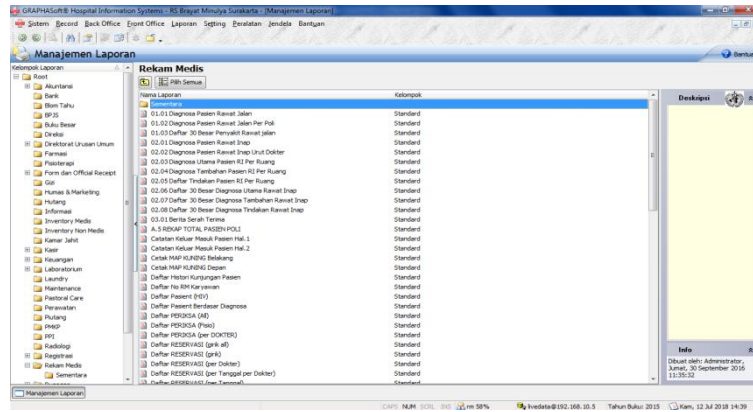 GRAPHASoft® Hospital Information Systems - RS Brayat Minulya Surakarta - [Manajemen Laporan]
Sistem Record Back Office Front Office Laporan Setting Peralatan Jendela Bantuan
Manajemen Laporan
Bantua
Kelompok Laporan
Root
Akuntansi
Bank
Blom Tahu
BPJS
Buku Besar
Direksi
Direktorat Urusan Umum
Farmasi
Fisioterapi
Form dan Official Receipt
Gizi
Humas & Marketing
Hutang
Informasi
Inventory Medis
Inventory Non Medis
Kamar Jahit
Kasir
Keuangan
Laboratorium
Laundry
Maintenance
Pastoral Care
Perawatan
Piutang
PMKP
PPI
Radiologi
Registrasi
Rekam Medis
Sementara
Rekam Medis
Pilih Semua
Nama Laporan Kelompok
Sementara
01.01 Diagnosa Pasien Rawat Jalan Standard
01.02 Diagnosa Pasien Rawat Jalan Per Poli Standard
01.03 Daftar 30 Besar Penyakit Rawat jalan Standard
02.01 Diagnosa Pasien Rawat Inap Standard
02.02 Diagnosa Pasien Rawat Inap Urut Dokter Standard
02.03 Diagnosa Utama Pasien RI Per Ruang Standard
02.04 Diagnosa Tambahan Pasien RI Per Ruang Standard
02.05 Daftar Tindakan Pasien RI Per Ruang Standard
02.06 Daftar 30 Besar Diagnosa Utama Rawat Inap Standard
02.07 Daftar 30 Besar Diagnosa Tambahan Rawat Inap Standard
02.08 Daftar 30 Besar Diagnosa Tindakan Rawat Inap Standard
03.01 Berita Serah Terima Standard
A.5 REKAP TOTAL PASIEN POLI Standard
Catatan Keluar Masuk Pasien Hal.1 Standard
Catatan Keluar Masuk Pasien Hal.2 Standard
Cetak MAP KUNING Belakang Standard
Cetak MAP KUNING Depan Standard
Daftar Histori Kunjungan Pasien Standard
Daftar No RM Karyawan Standard
Daftar Pasient (HIV) Standard
Daftar Pasient Berdasar Diagnosa Standard
Daftar PERIKSA (All) Standard
Daftar PERIKSA (Fisio) Standard
Daftar PERIKSA (per DOKTER) Standard
Daftar RESERVASI (girik all) Standard
Daftar RESERVASI (girik) Standard
Daftar RESERVASI (per Dokter) Standard
Daftar RESERVASI (per Tanggal per Dokter) Standard
Daftar RESERVASI (per Tanggal) Standard
Deskripsi
Info
Dibuat oleh: Administrator,
Jumat, 30 September 2016
11:35:32
Manajemen Laporan
CAPS NUM SCRL INS rm 58% livedata@192.168.10.5 Tahun Buku: 2015 Kam, 12 Jul 2018 14:39